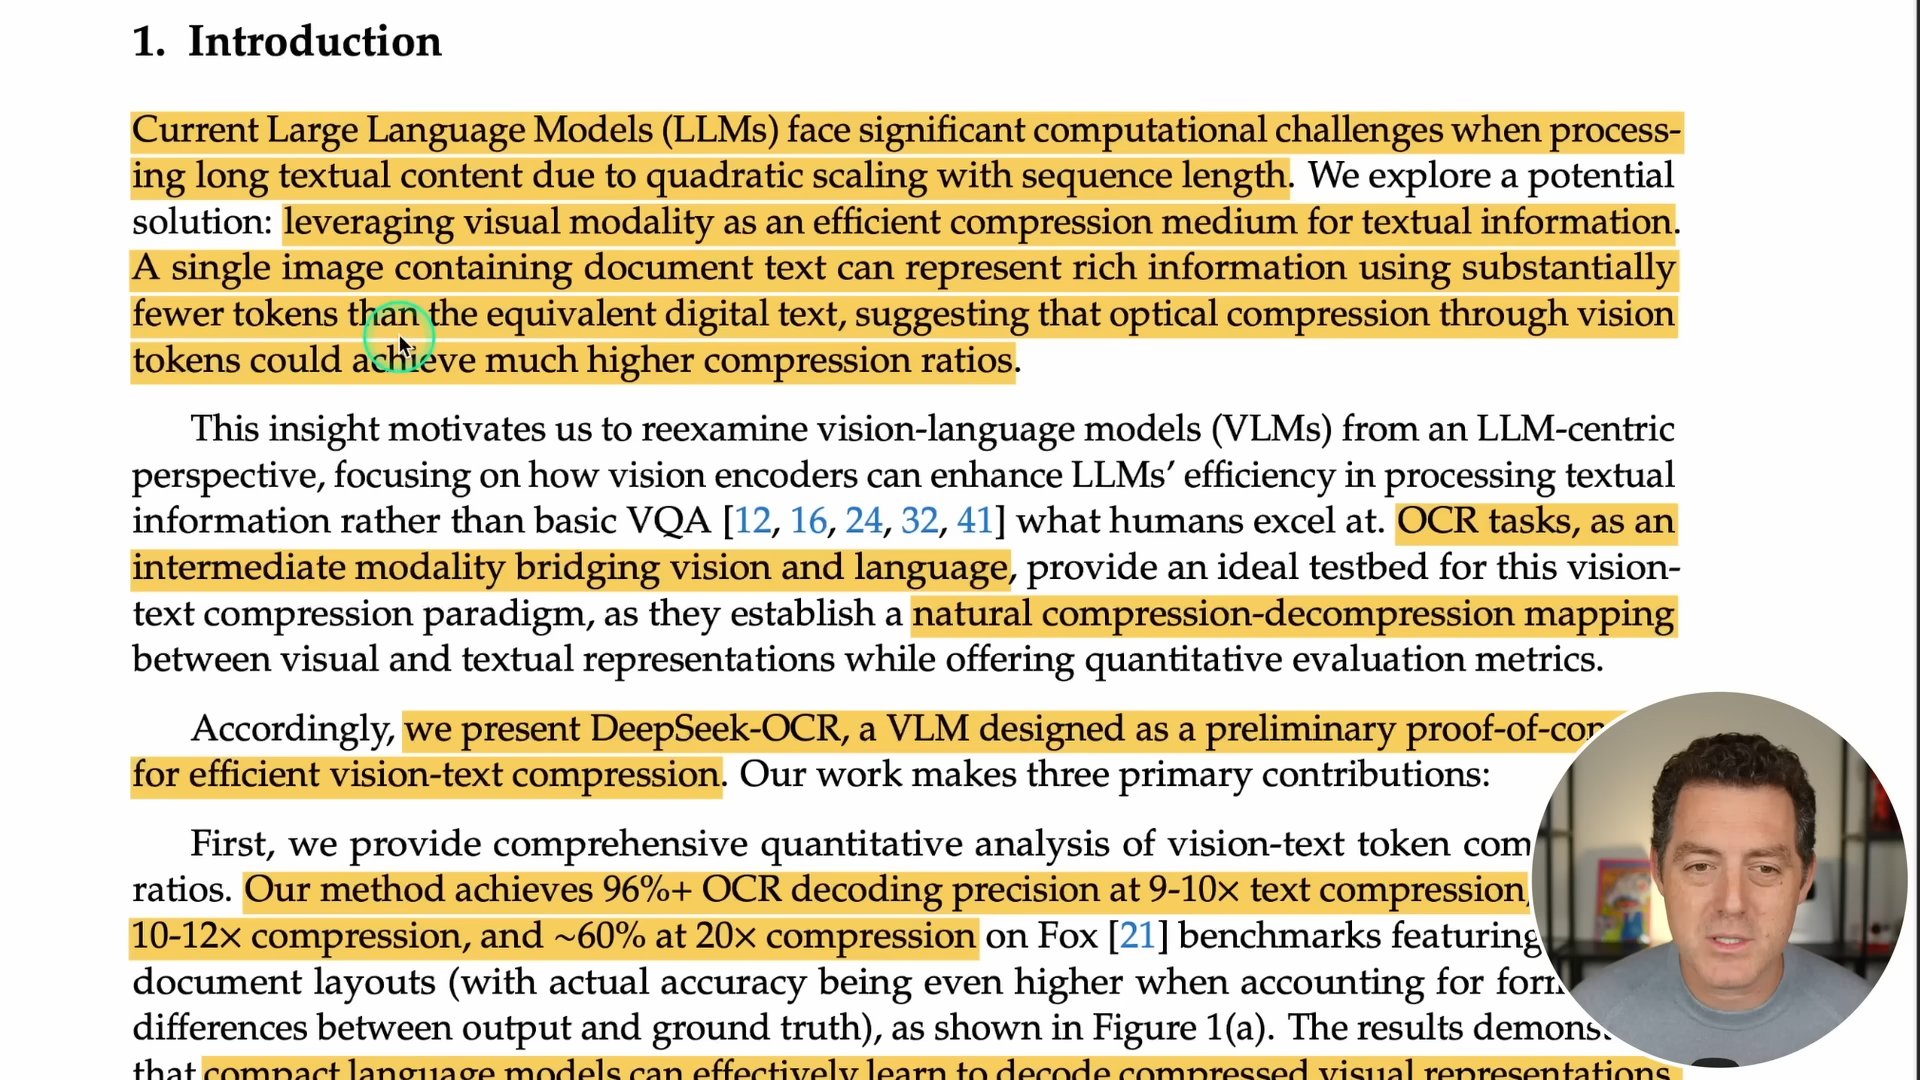 1. Introduction
Current Large Language Models (LLMs) face significant computational challenges when process-
ing long textual content due to quadratic scaling with sequence length. We explore a potential
solution: leveraging visual modality as an efficient compression medium for textual information.
A single image containing document text can represent rich information using substantially
fewer tokens than the equivalent digital text, suggesting that optical compression through vision
tokens could achieve much higher compression ratios.
This insight motivates us to reexamine vision-language models (VLMs) from an LLM-centric
perspective, focusing on how vision encoders can enhance LLMs' efficiency in processing textual
information rather than basic VQA [12, 16, 24, 32, 41] what humans excel at. OCR tasks, as an
intermediate modality bridging vision and language, provide an ideal testbed for this vision-
text compression paradigm, as they establish a natural compression-decompression mapping
between visual and textual representations while offering quantitative evaluation metrics.
Accordingly, we present DeepSeek-OCR, a VLM designed as a preliminary
for efficient vision-text compression. Our work makes three primary contributions:
First, we provide comprehensive quantitative analysis of vision-text token
ratios. Our method achieves 96%+ OCR decoding precision at 9-10× text compression,
10-12× compression, and ~60% at 20× compression on Fox [21] benchmarks featuring
document layouts (with actual accuracy being even higher when accounting for
differences between output and ground truth), as shown in Figure 1(a). The results
that compact language models can effectively learn to decode compressed visual representations,